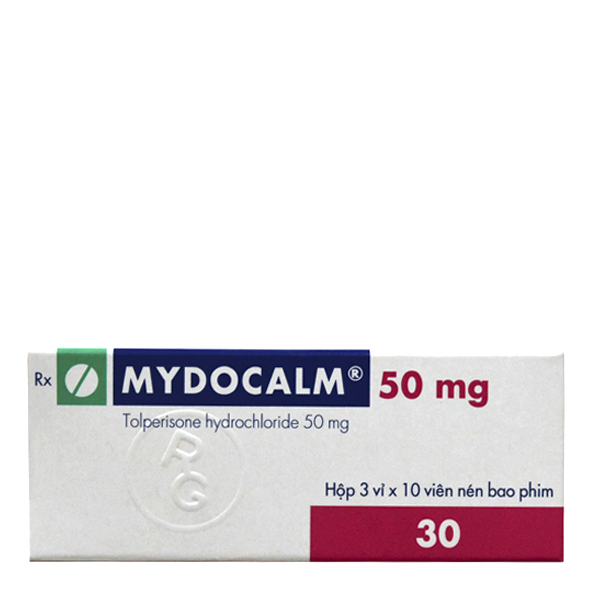 Rx MYDOCALM® 50 mg
Tolperisone hydrochloride 50 mg
RG
Hộp 3 vỉ x 10 viên nén bao phim
30